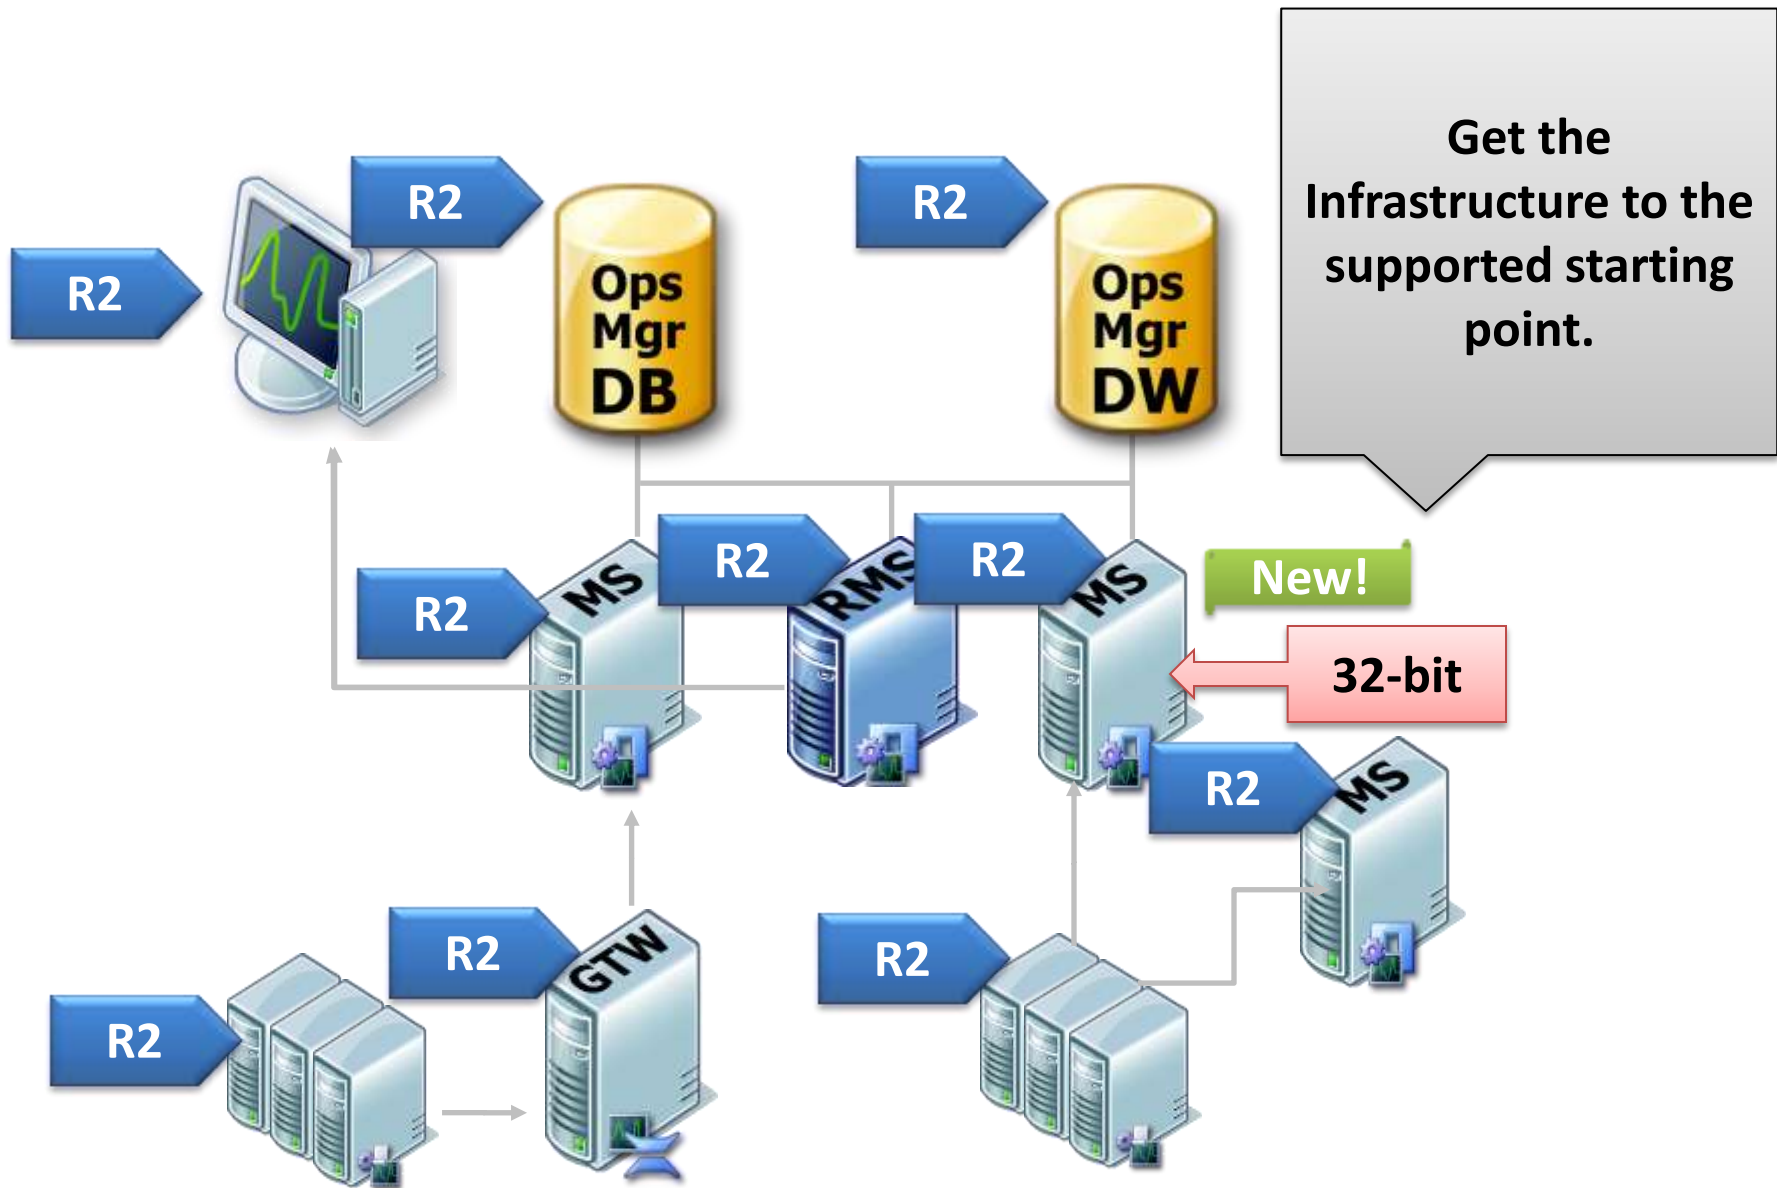 Get the
Infrastructure to the
supported starting
point.
R2
R2
R2
Ops
Mgr
DB
Ops
Mgr
DW
R2
R2
R2
R2
MS
RMS
MS
New!
32-bit
R2
MS
R2
GTW
R2
R2